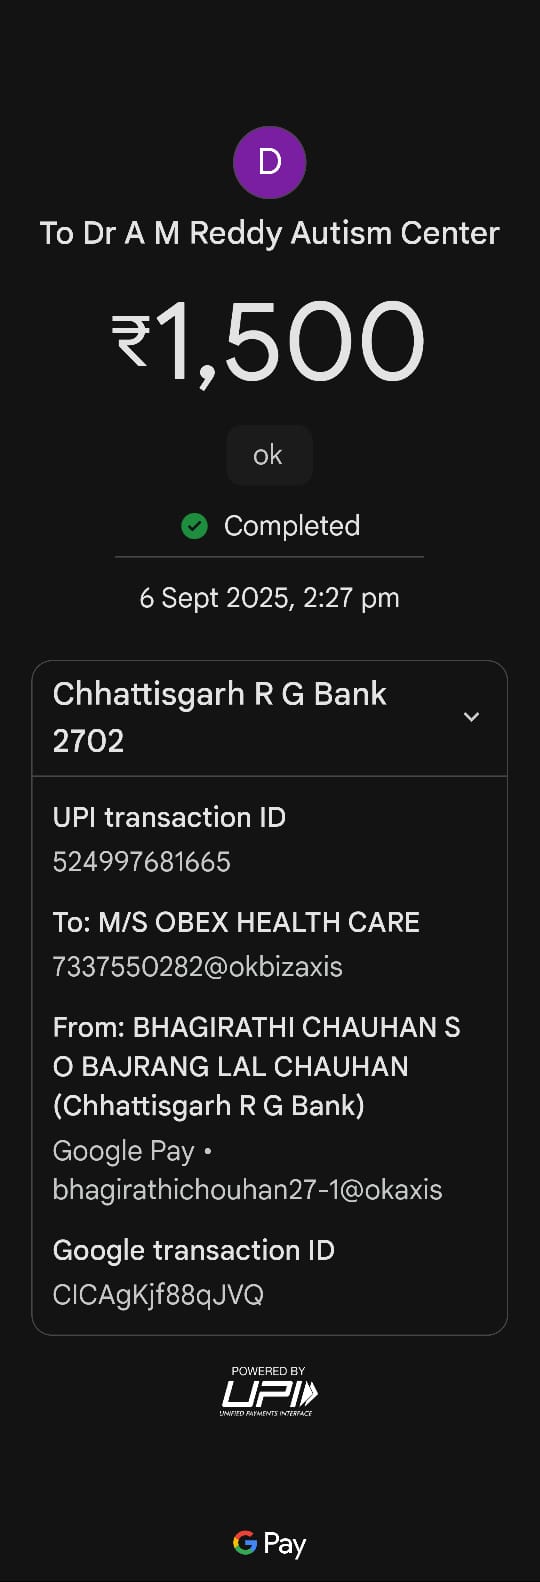 D
To Dr A M Reddy Autism Center
₹1,500
ok
Completed
6 Sept 2025, 2:27 pm
Chhattisgarh R G Bank
2702
UPI transaction ID
524997681665
To: M/S OBEX HEALTH CARE
7337550282@okbizaxis
From: BHAGIRATHI CHAUHAN S
O BAJRANG LAL CHAUHAN
(Chhattisgarh R G Bank)
Google Pay •
bhagirathichouhan27-1@okaxis
Google transaction ID
CICAgKjf88qJVQ
POWERED BY
UPI
UNIFIED PAYMENTS INTERFACE
G Pay